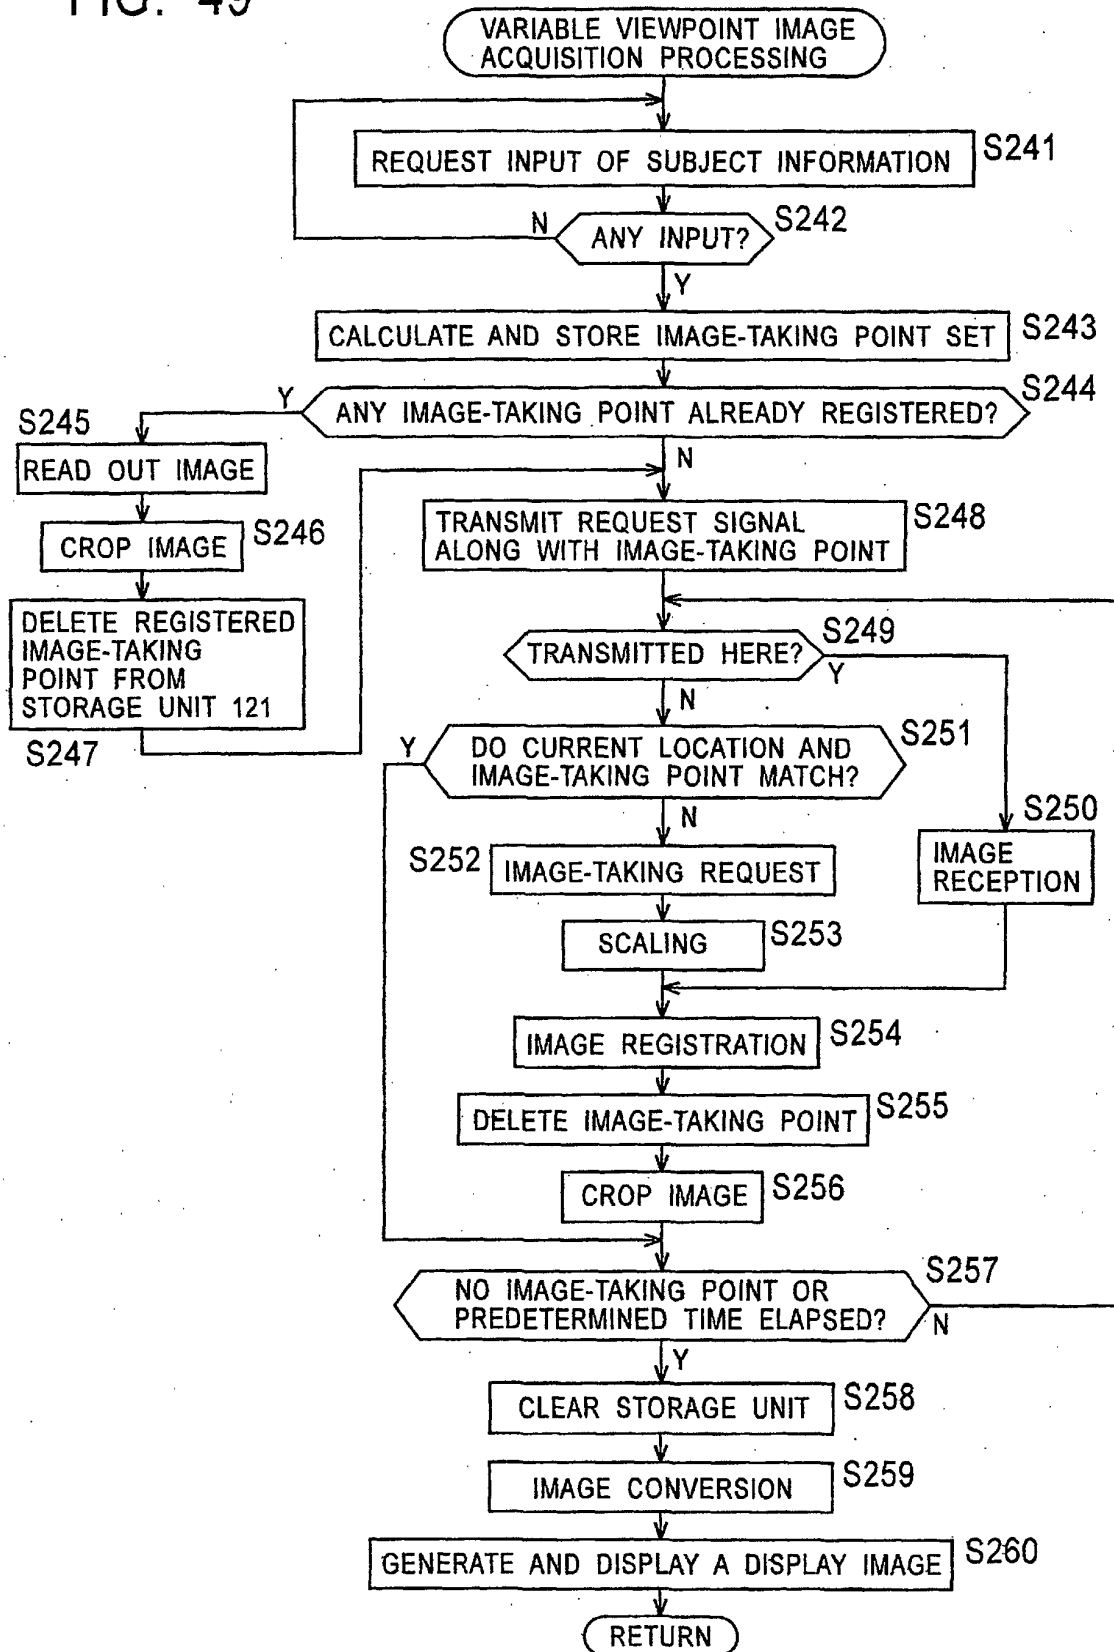 FIG. 49
VARIABLE VIEWPOINT IMAGE
ACQUISITION PROCESSING
REQUEST INPUT OF SUBJECT INFORMATION
S241
N
ANY INPUT?
S242
Y
CALCULATE AND STORE IMAGE-TAKING POINT SET
S243
Y
ANY IMAGE-TAKING POINT ALREADY REGISTERED?
S244
N
S245
READ OUT IMAGE
CROP IMAGE
S246
DELETE REGISTERED
IMAGE-TAKING
POINT FROM
STORAGE UNIT 121
S247
TRANSMIT REQUEST SIGNAL
ALONG WITH IMAGE-TAKING POINT
S248
TRANSMITTED HERE?
S249
Y
N
Y
DO CURRENT LOCATION AND
IMAGE-TAKING POINT MATCH?
S251
N
S250
IMAGE
RECEPTION
S252
IMAGE-TAKING REQUEST
SCALING
S253
IMAGE REGISTRATION
S254
DELETE IMAGE-TAKING POINT
S255
CROP IMAGE
S256
NO IMAGE-TAKING POINT OR
PREDETERMINED TIME ELAPSED?
S257
N
Y
CLEAR STORAGE UNIT
S258
IMAGE CONVERSION
S259
GENERATE AND DISPLAY A DISPLAY IMAGE
S260
RETURN